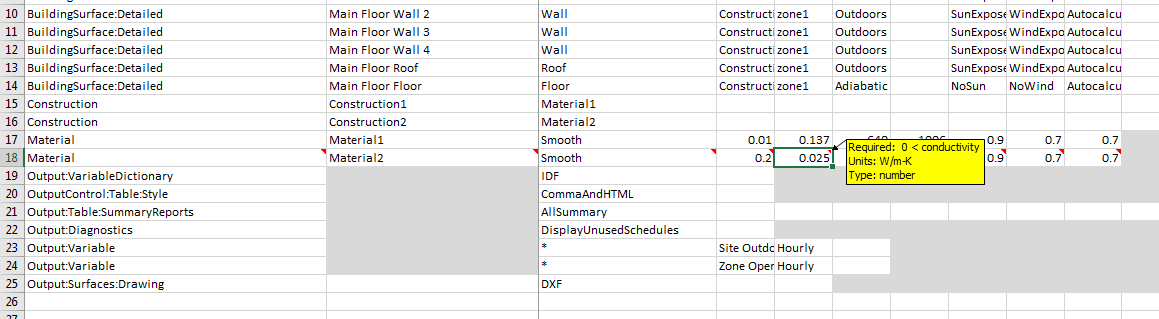 10 BuildingSurface:Detailed Main Floor Wall 2 Wall Constructi zone1 Outdoors SunExpose WindExpo Autocalcu
11 BuildingSurface:Detailed Main Floor Wall 3 Wall Constructi zone1 Outdoors SunExpose WindExpo Autocalcu
12 BuildingSurface:Detailed Main Floor Wall 4 Wall Constructi zone1 Outdoors SunExpose WindExpo Autocalcu
13 BuildingSurface:Detailed Main Floor Roof Roof Constructi zone1 Outdoors SunExpose WindExpo Autocalcu
14 BuildingSurface:Detailed Main Floor Floor Floor Constructi zone1 Adiabatic NoSun NoWind Autocalcu
15 Construction Construction1 Material1
16 Construction Construction2 Material2
17 Material Material1 Smooth 0.01 0.137 0.9 0.7 0.7
18 Material Material2 Smooth 0.2 0.025 0.9 0.7 0.7
Required: 0 < conductivity
Units: W/m-K
Type: number
19 Output:VariableDictionary IDF
20 OutputControl:Table:Style CommaAndHTML
21 Output:Table:SummaryReports AllSummary
22 Output:Diagnostics DisplayUnusedSchedules
23 Output:Variable * Site Outdo Hourly
24 Output:Variable * Zone Oper Hourly
25 Output:Surfaces:Drawing DXF
26